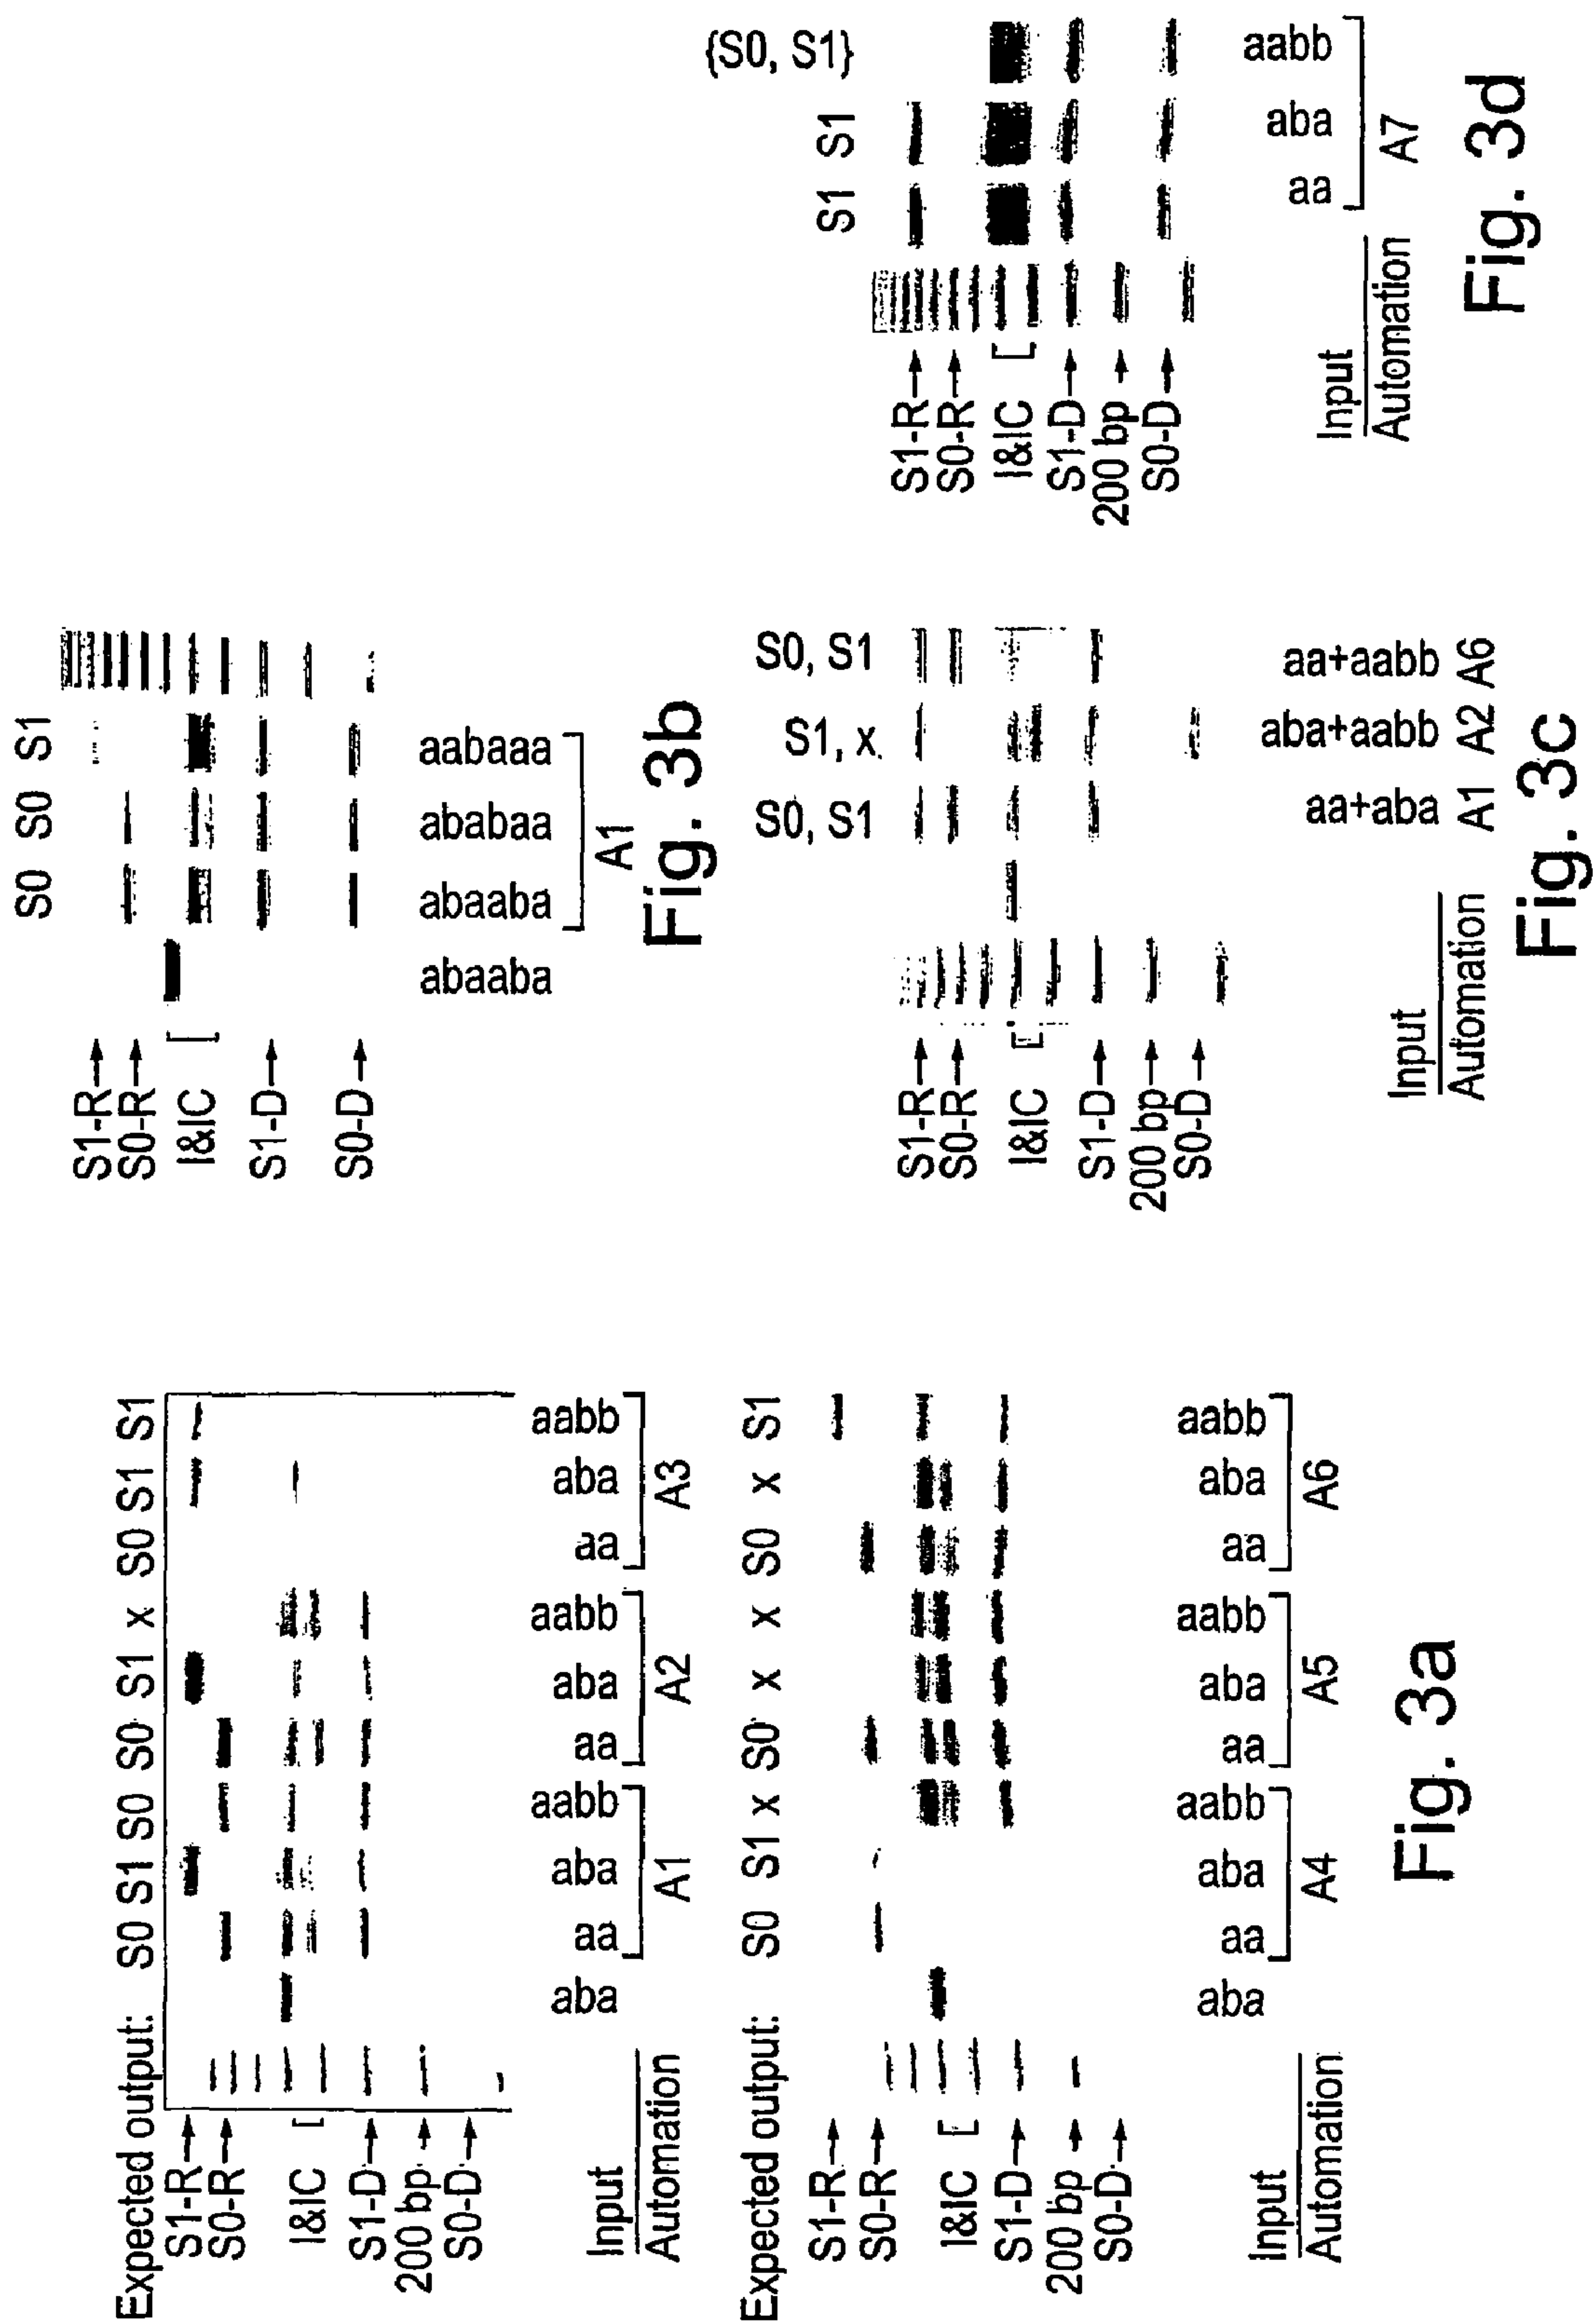 Expected output: S0 S1 S0 S0 S1 x S0 S1 S1
S1-R
S0-R
I&IC [
S1-D
200 bp
S0-D
Input aba aa aba aabb aa aba aabb aa aba aabb
Automation A1 A2 A3
Expected output: S0 S1 x S0 x x S0 x S1
S1-R
S0-R
I&IC [
S1-D
200 bp
S0-D
Input aba aa aba aabb aa aba aabb aa aba aabb
Automation A4 A5 A6
Fig. 3a
S0 S0 S1
S1-R
S0-R
I&IC [
S1-D
S0-D
abaaba abaaba ababaa aabaaa
A1
Fig. 3b
S0, S1 S1, x S0, S1
S1-R
S0-R
I&IC [
S1-D
200 bp
S0-D
Input aa+aba aba+aabb aa+aabb
Automation A1 A2 A6
Fig. 3c
S1 S1 {S0, S1}
S1-R
S0-R
I&IC [
S1-D
200 bp
S0-D
Input aa aba aabb
Automation A7
Fig. 3d